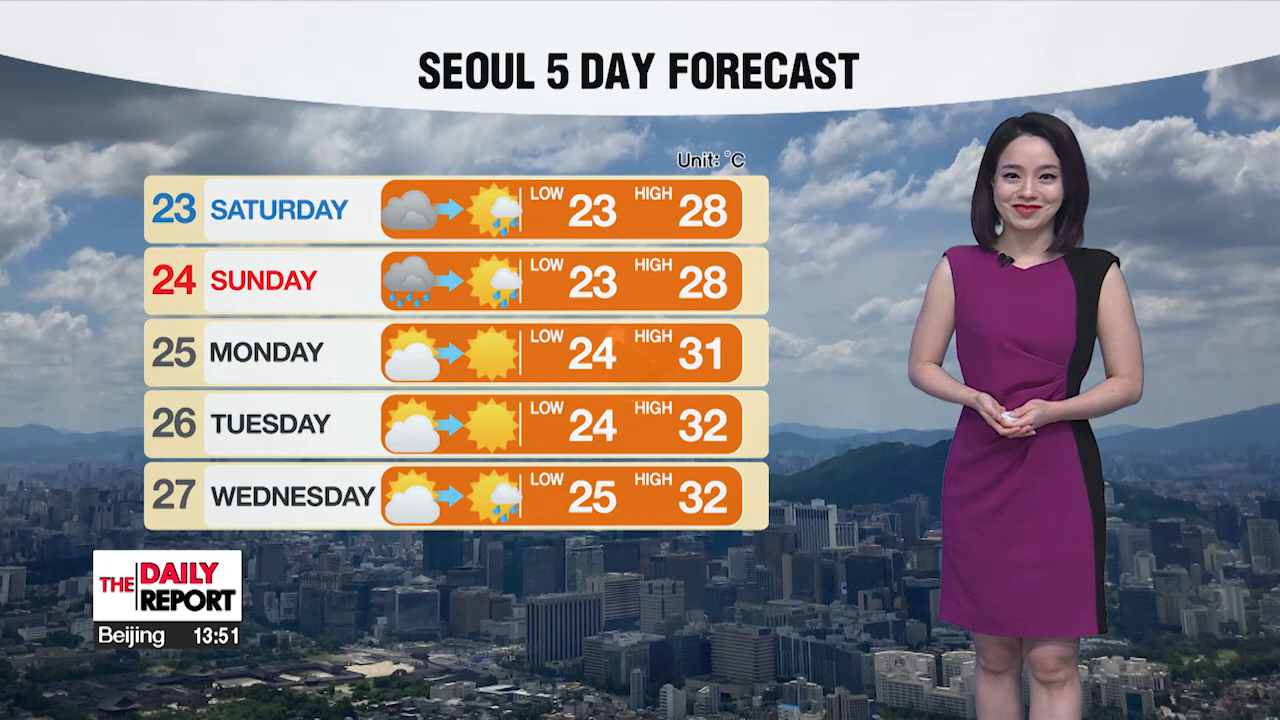 SEOUL 5 DAY FORECAST
Unit: °C
23 SATURDAY LOW 23 HIGH 28
24 SUNDAY LOW 23 HIGH 28
25 MONDAY LOW 24 HIGH 31
26 TUESDAY LOW 24 HIGH 32
27 WEDNESDAY LOW 25 HIGH 32
THE DAILY REPORT
Beijing 13:51